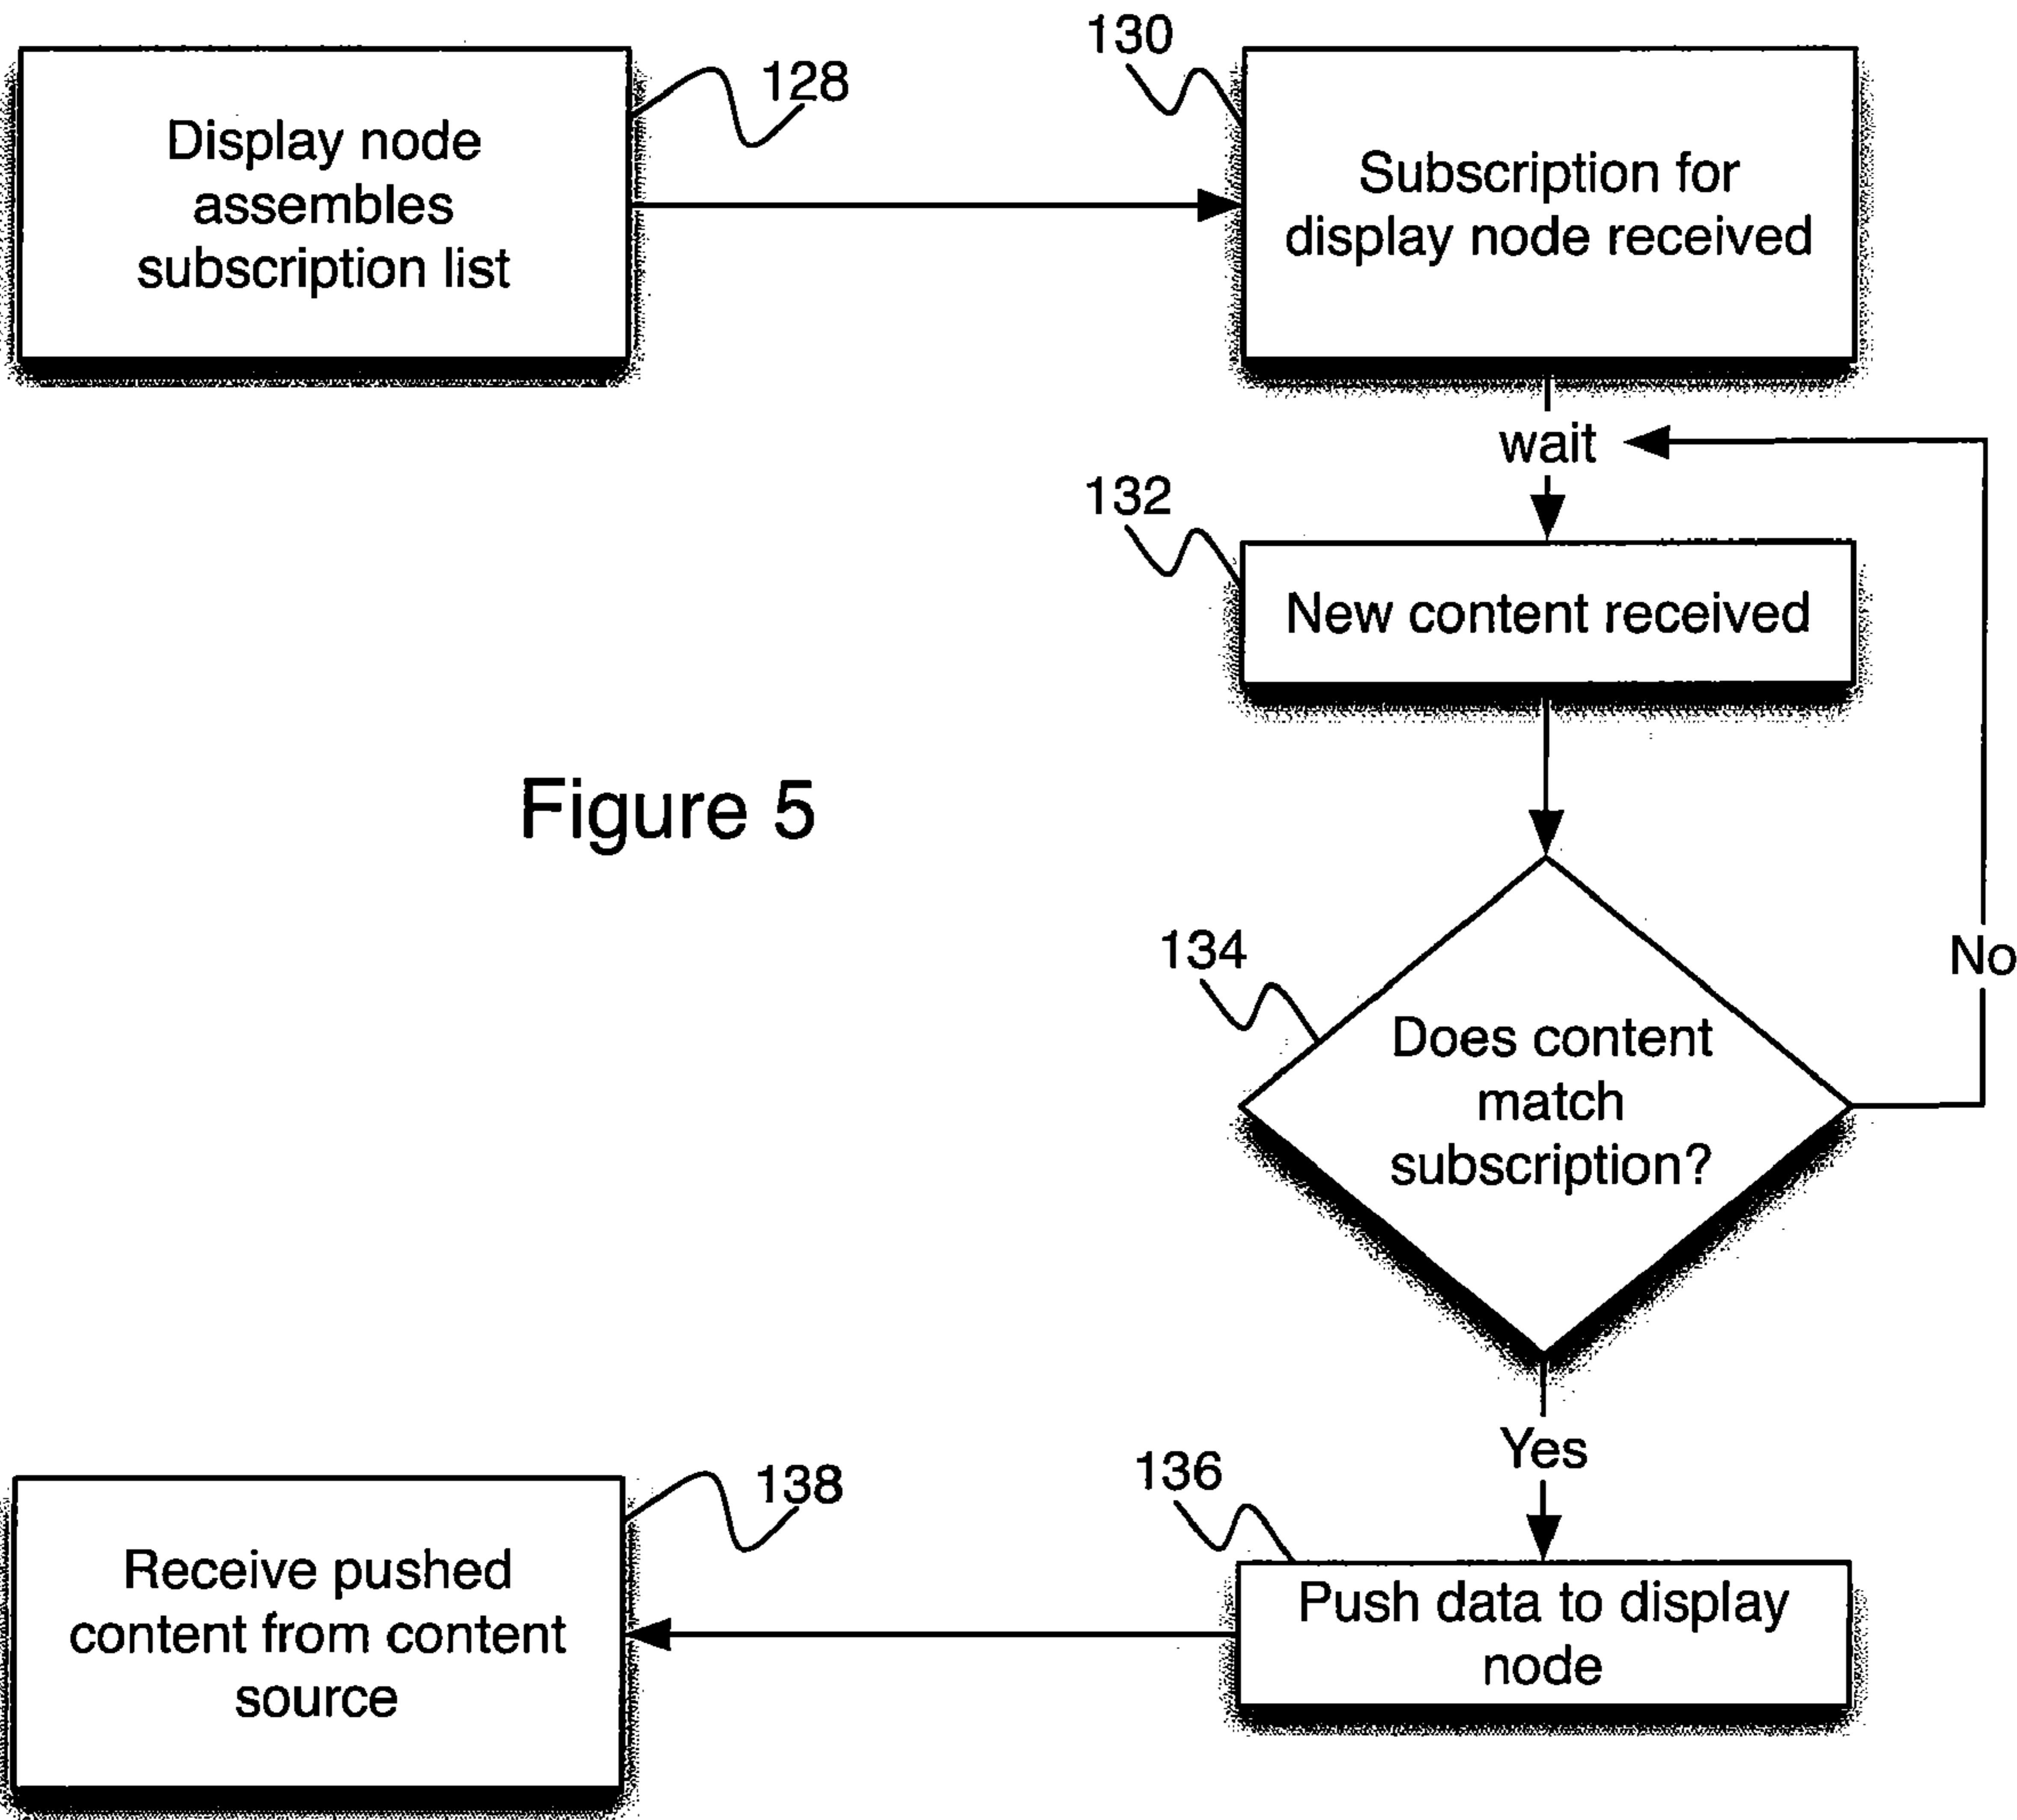 128
Display node
assembles
subscription list
130
Subscription for
display node received
wait
132
New content received
Figure 5
134
Does content
match
subscription?
No
Yes
136
Push data to display
node
138
Receive pushed
content from content
source